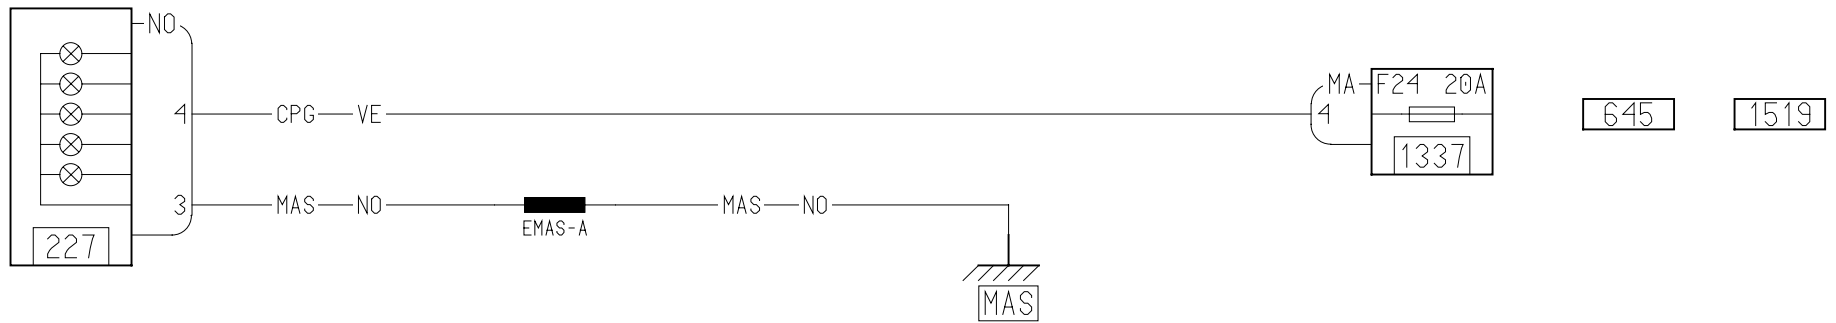 NO
MA F24 20A
4 CPG VE 4 645 1519
1337
3 MAS NO MAS NO
EMAS-A
227
MAS